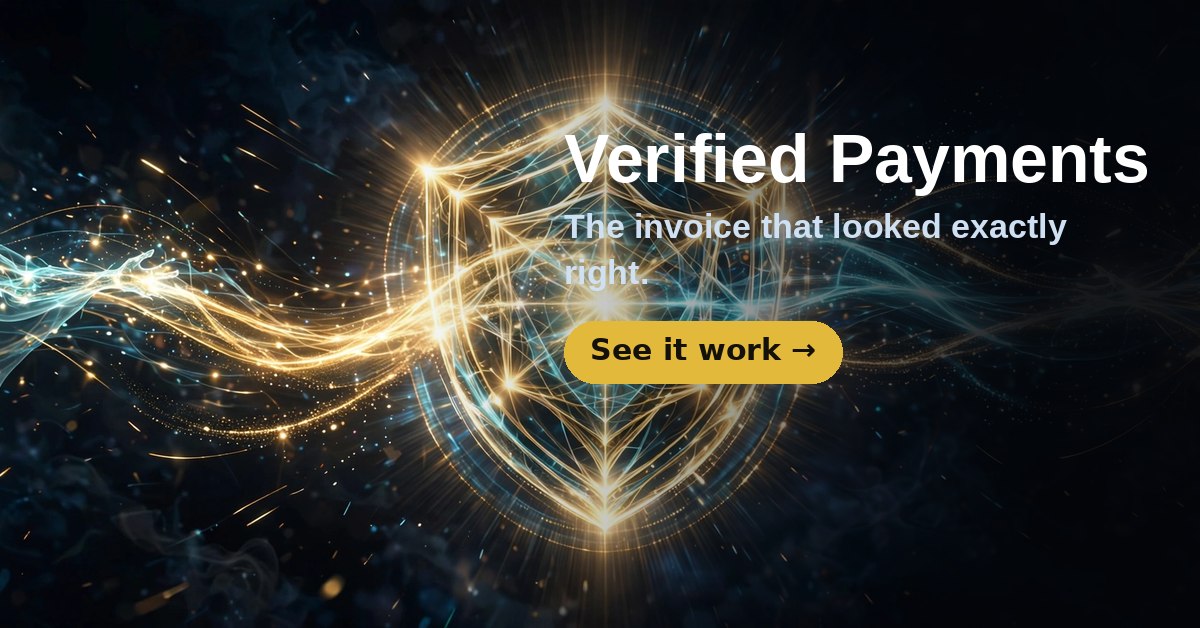 Verified Payments
The invoice that looked exactly
right.
See it work →